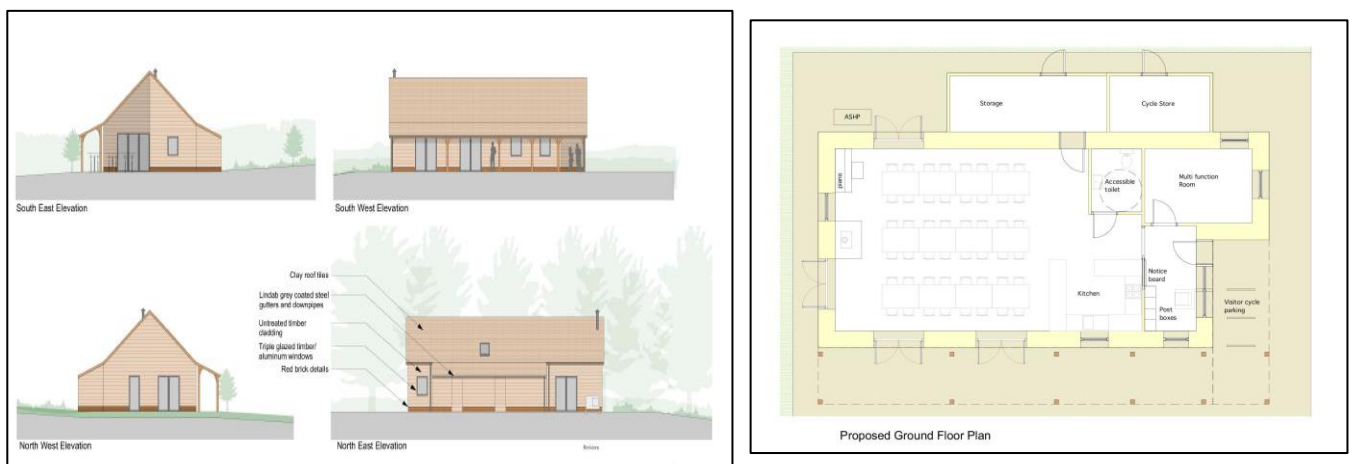 South East Elevation
South West Elevation
Clay roof tiles
Lindab grey coated steel
gutters and downpipes
Untreated timber
cladding
Triple glazed timber/
aluminum windows
Red brick details
North West Elevation
North East Elevation
Storage
Cycle Store
ASHP
piano
Accessible
toilet
Multi function
Room
Kitchen
Notice
board
Post
boxes
Visitor cycle
parking
Proposed Ground Floor Plan